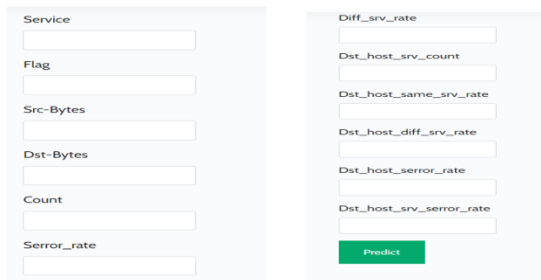 Service
Flag
Src-Bytes
Dst-Bytes
Count
Serror_rate
Diff_srv_rate
Dst_host_srv_count
Dst_host_same_srv_rate
Dst_host_diff_srv_rate
Dst_host_serror_rate
Dst_host_srv_serror_rate
Predict